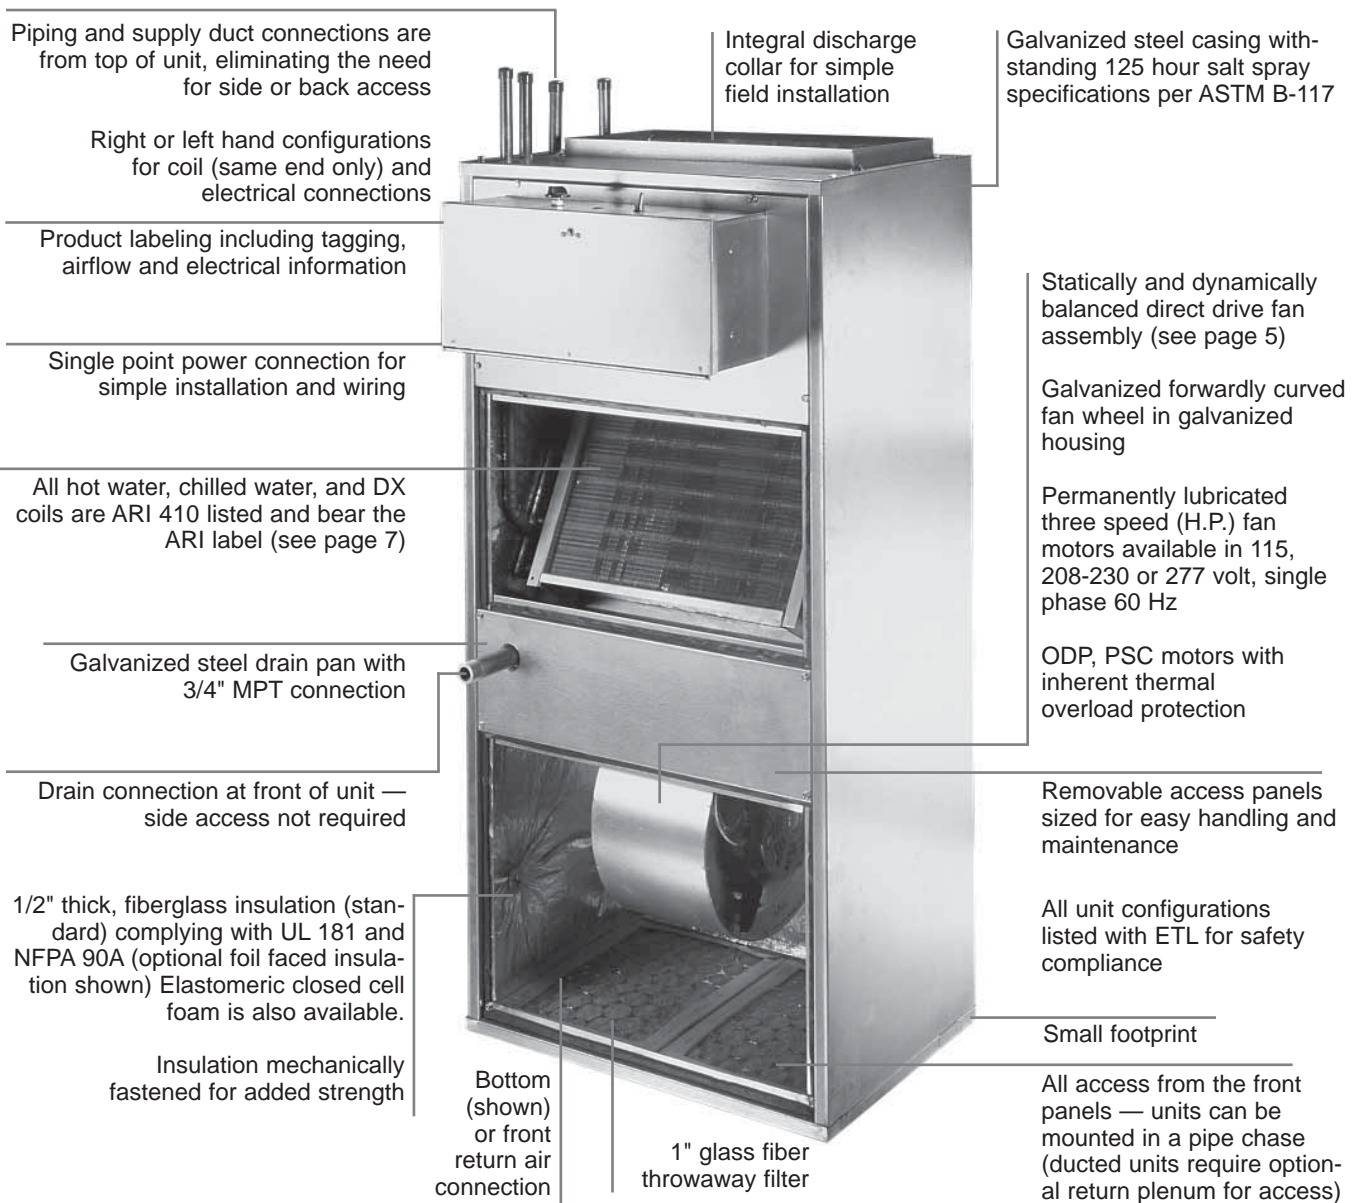 Piping and supply duct connections are
from top of unit, eliminating the need
for side or back access
Right or left hand configurations
for coil (same end only) and
electrical connections
Product labeling including tagging,
airflow and electrical information
Single point power connection for
simple installation and wiring
All hot water, chilled water, and DX
coils are ARI 410 listed and bear the
ARI label (see page 7)
Galvanized steel drain pan with
3/4" MPT connection
Drain connection at front of unit —
side access not required
1/2" thick, fiberglass insulation (stan-
dard) complying with UL 181 and
NFPA 90A (optional foil faced insula-
tion shown) Elastomeric closed cell
foam is also available.
Insulation mechanically
fastened for added strength
Bottom
(shown)
or front
return air
connection
1" glass fiber
throwaway filter
Integral discharge
collar for simple
field installation
Galvanized steel casing with-
standing 125 hour salt spray
specifications per ASTM B-117
Statically and dynamically
balanced direct drive fan
assembly (see page 5)
Galvanized forwardly curved
fan wheel in galvanized
housing
Permanently lubricated
three speed (H.P.) fan
motors available in 115,
208-230 or 277 volt, single
phase 60 Hz
ODP, PSC motors with
inherent thermal
overload protection
Removable access panels
sized for easy handling and
maintenance
All unit configurations
listed with ETL for safety
compliance
Small footprint
All access from the front
panels — units can be
mounted in a pipe chase
(ducted units require option-
al return plenum for access)